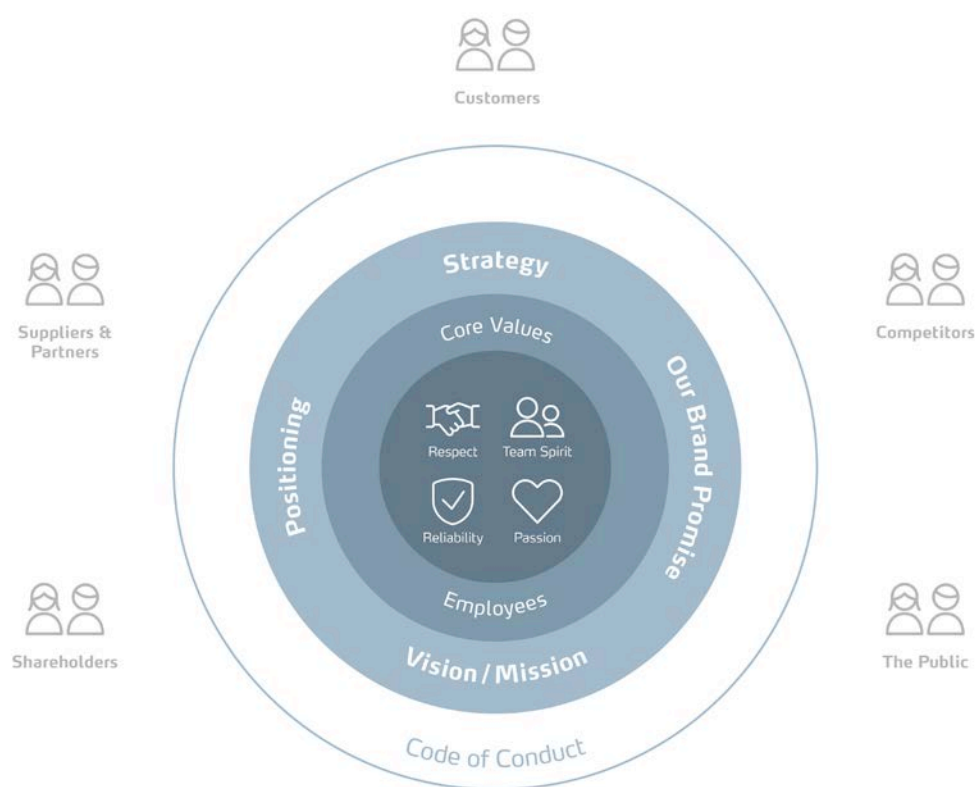 Customers
Strategy
Suppliers &
Partners
Competitors
Core Values
Positioning
Our Brand Promise
Respect
Team Spirit
Reliability
Passion
Employees
Shareholders
The Public
Vision / Mission
Code of Conduct